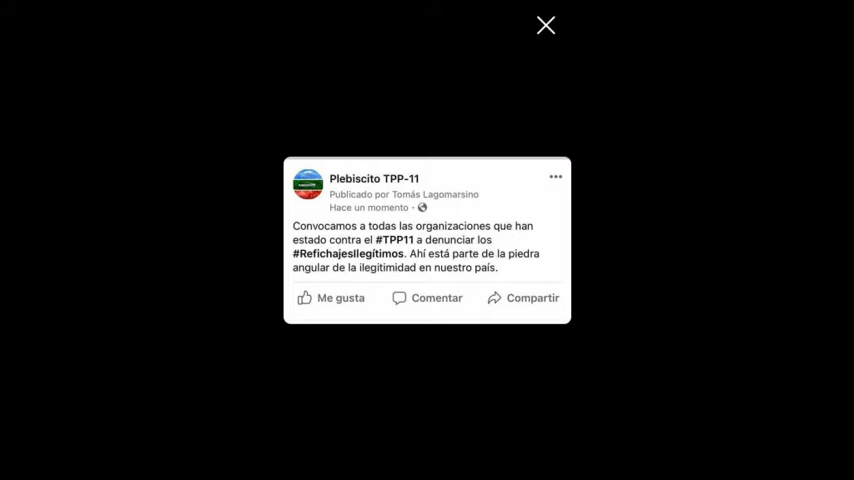 Plebiscito TPP-11
Publicado por Tomás Lagomarsino
Hace un momento ·
Convocamos a todas las organizaciones que han
estado contra el #TPP11 a denunciar los
#RefichajesIlegítimos. Ahí está parte de la piedra
angular de la ilegitimidad en nuestro país.
Me gusta Comentar Compartir